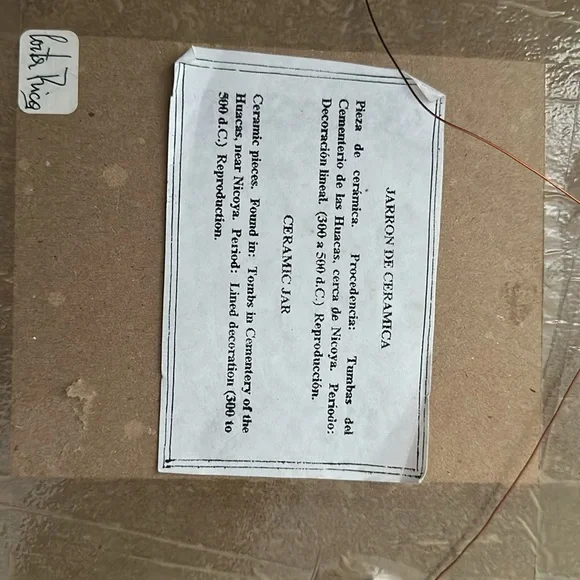 Costa Rica
JARRON DE CERAMICA
Pieza de cerámica. Procedencia: Tumbas del
Cementerio de las Huacas, cerca de Nicoya. Periodo:
Decoración lineal. (300 a 500 d.C.) Reproducción.
CERAMIC JAR
Ceramic pieces. Found in: Tombs in Cementery of the
Huacas, near Nicoya. Period: Lined decoration (300 to
500 d.C.) Reproduction.